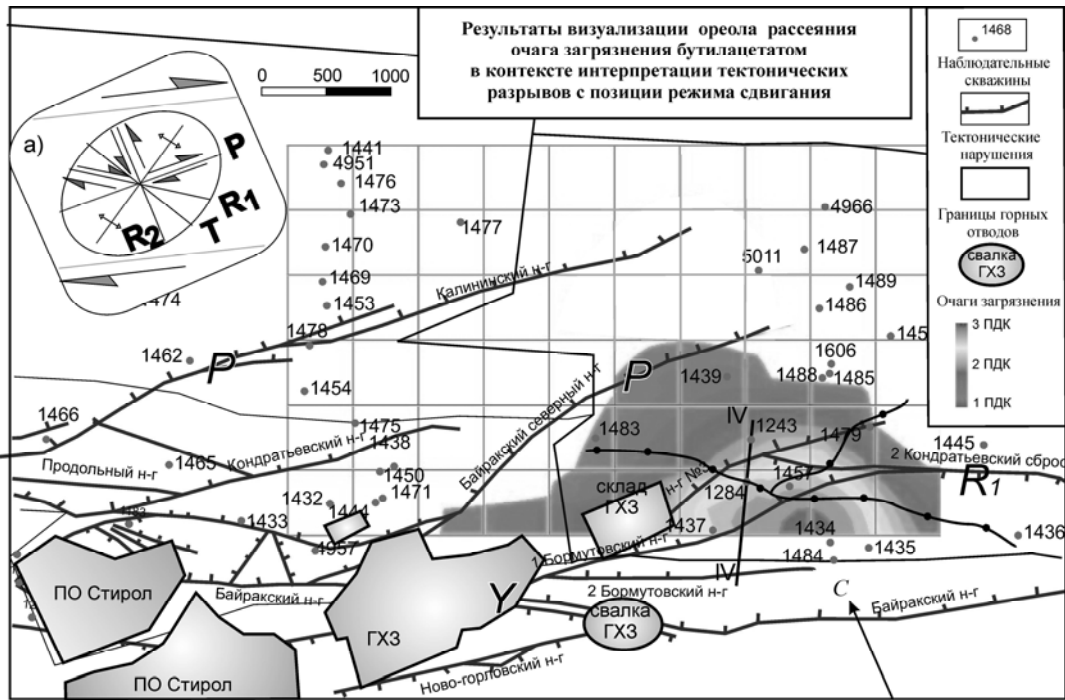 Результаты визуализации ореола рассеяния
очага загрязнения бутилацетатом
в контексте интерпретации тектонических
разрывов с позиции режима сдвигания
0 500 1000
а)
P
R1
T
R2
1468
Наблюдательные
скважины
Тектонические
нарушения
Границы горных
отводов
свалка
ГХЗ
Очаги загрязнения
3 ПДК
2 ПДК
1 ПДК
1441
4951
1476
1473
1477
4966
1470
1487
5011
1469
1489
Калининский н-г
1474
1453
1486
1478
145
1462
P
1606
P
1439
1488
1485
1454
Байракский северный н-г
1466
1475
IV
1483
1243
1479
Кондратьевский н-г
1438
1445
2 Кондратьевский сброс
Продольный н-г
1465
1450
1457
R1
склад
ГХЗ
н-г №3
1432
1471
1284
1444
1433
1437
1434
1436
4957
1435
1484
1 Бормутовский н-г
ПО Стирол
IV
Байракский н-г
Y
2 Бормутовский н-г
C
Байракский н-г
свалка
ГХЗ
ГХЗ
ПО Стирол
Ново-горловский н-г